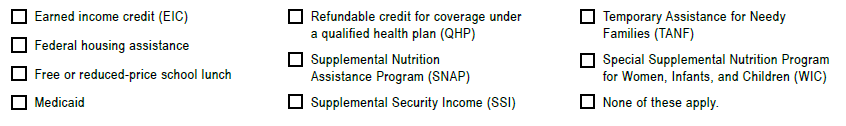 Earned income credit (EIC)
Federal housing assistance
Free or reduced-price school lunch
Medicaid
Refundable credit for coverage under
a qualified health plan (QHP)
Supplemental Nutrition
Assistance Program (SNAP)
Supplemental Security Income (SSI)
Temporary Assistance for Needy
Families (TANF)
Special Supplemental Nutrition Program
for Women, Infants, and Children (WIC)
None of these apply.